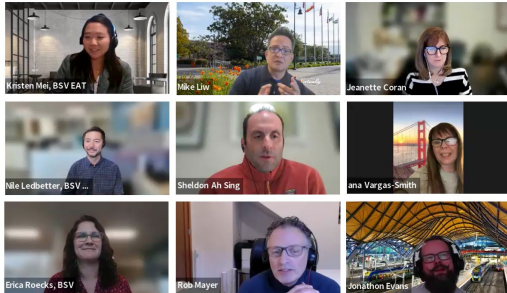 Kristen Mei, BSV EAT
Mike Liw
Jeanette Coran
Nile Ledbetter, BSV ...
Sheldon Ah Sing
ana Vargas-Smith
Erica Roecks, BSV
Rob Mayer
Jonathon Evans